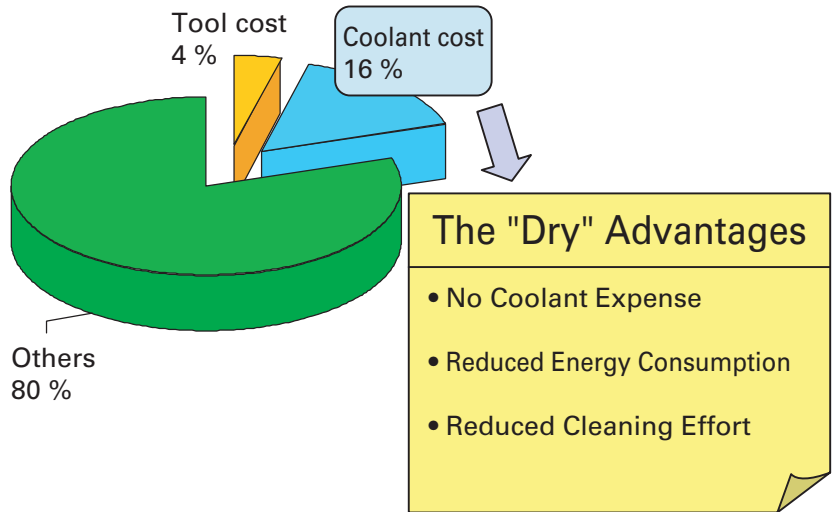 Tool cost
4 %
Coolant cost
16 %
The "Dry" Advantages
• No Coolant Expense
• Reduced Energy Consumption
• Reduced Cleaning Effort
Others
80 %